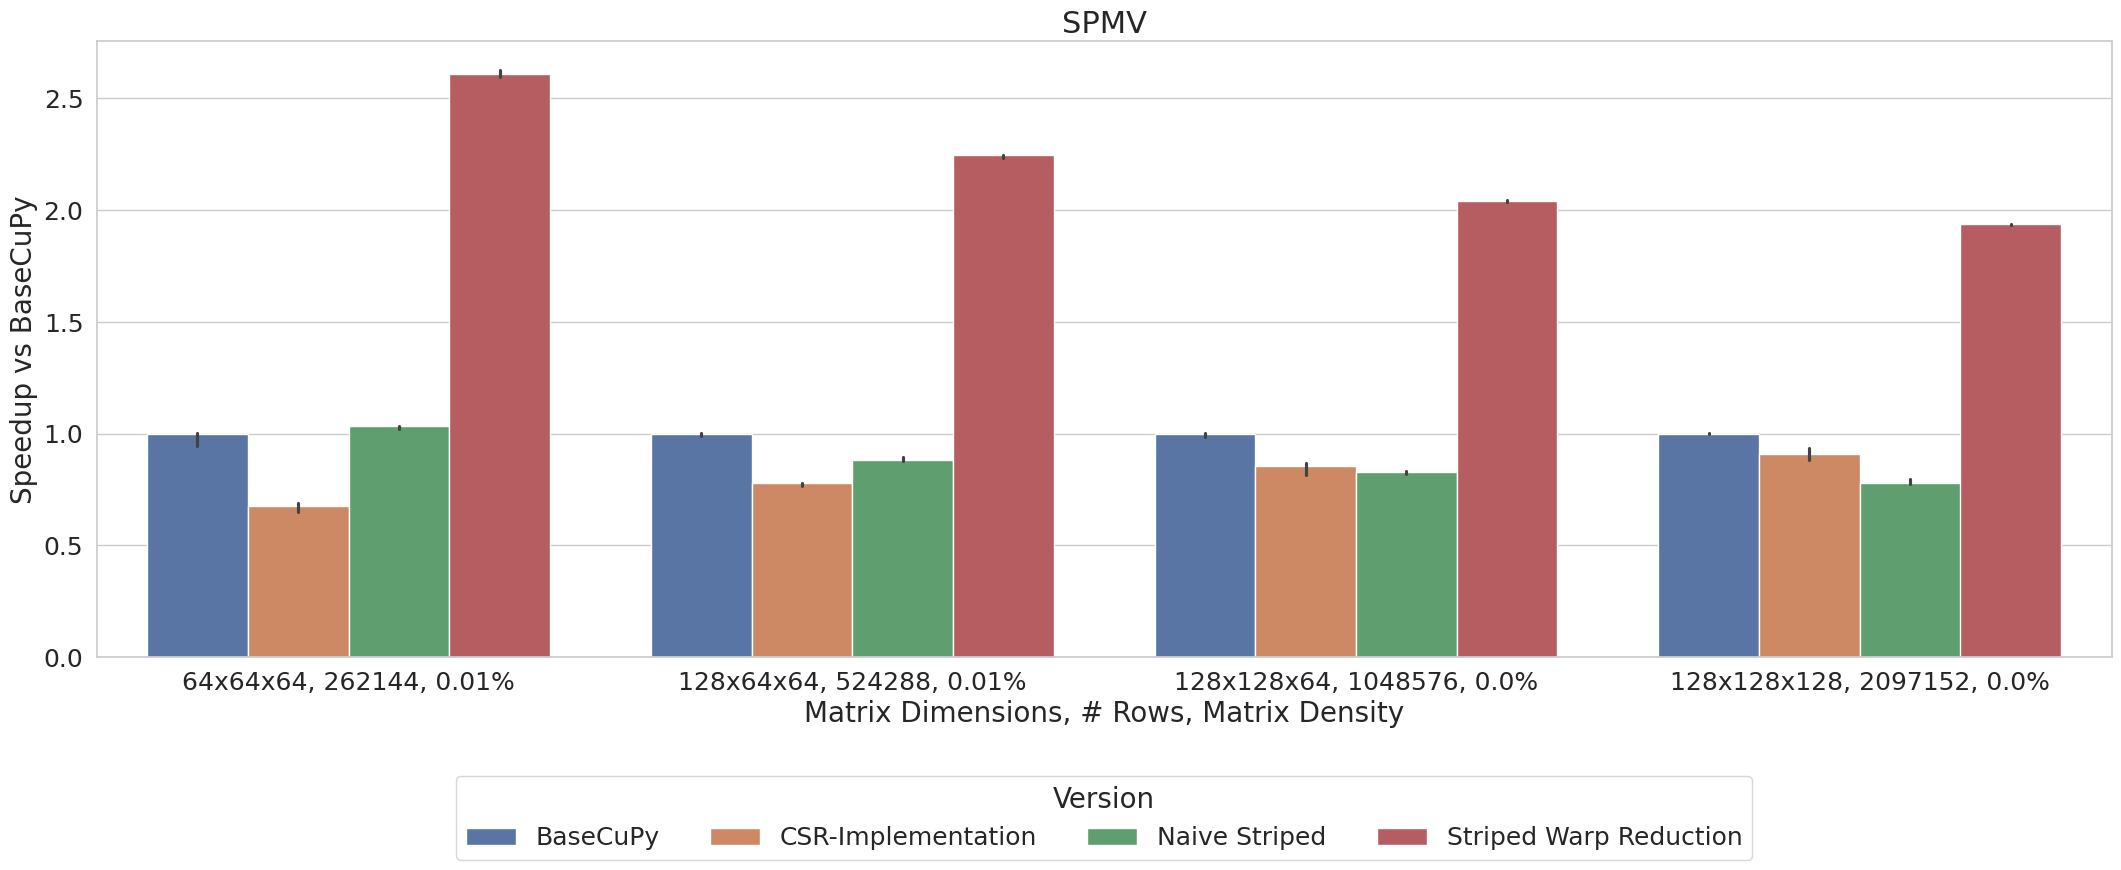 SPMV
Speedup vs BaseCuPy
2.5
2.0
1.5
1.0
0.5
0.0
64x64x64, 262144, 0.01%
128x64x64, 524288, 0.01%
128x128x64, 1048576, 0.0%
128x128x128, 2097152, 0.0%
Matrix Dimensions, # Rows, Matrix Density
Version
BaseCuPy
CSR-Implementation
Naive Striped
Striped Warp Reduction